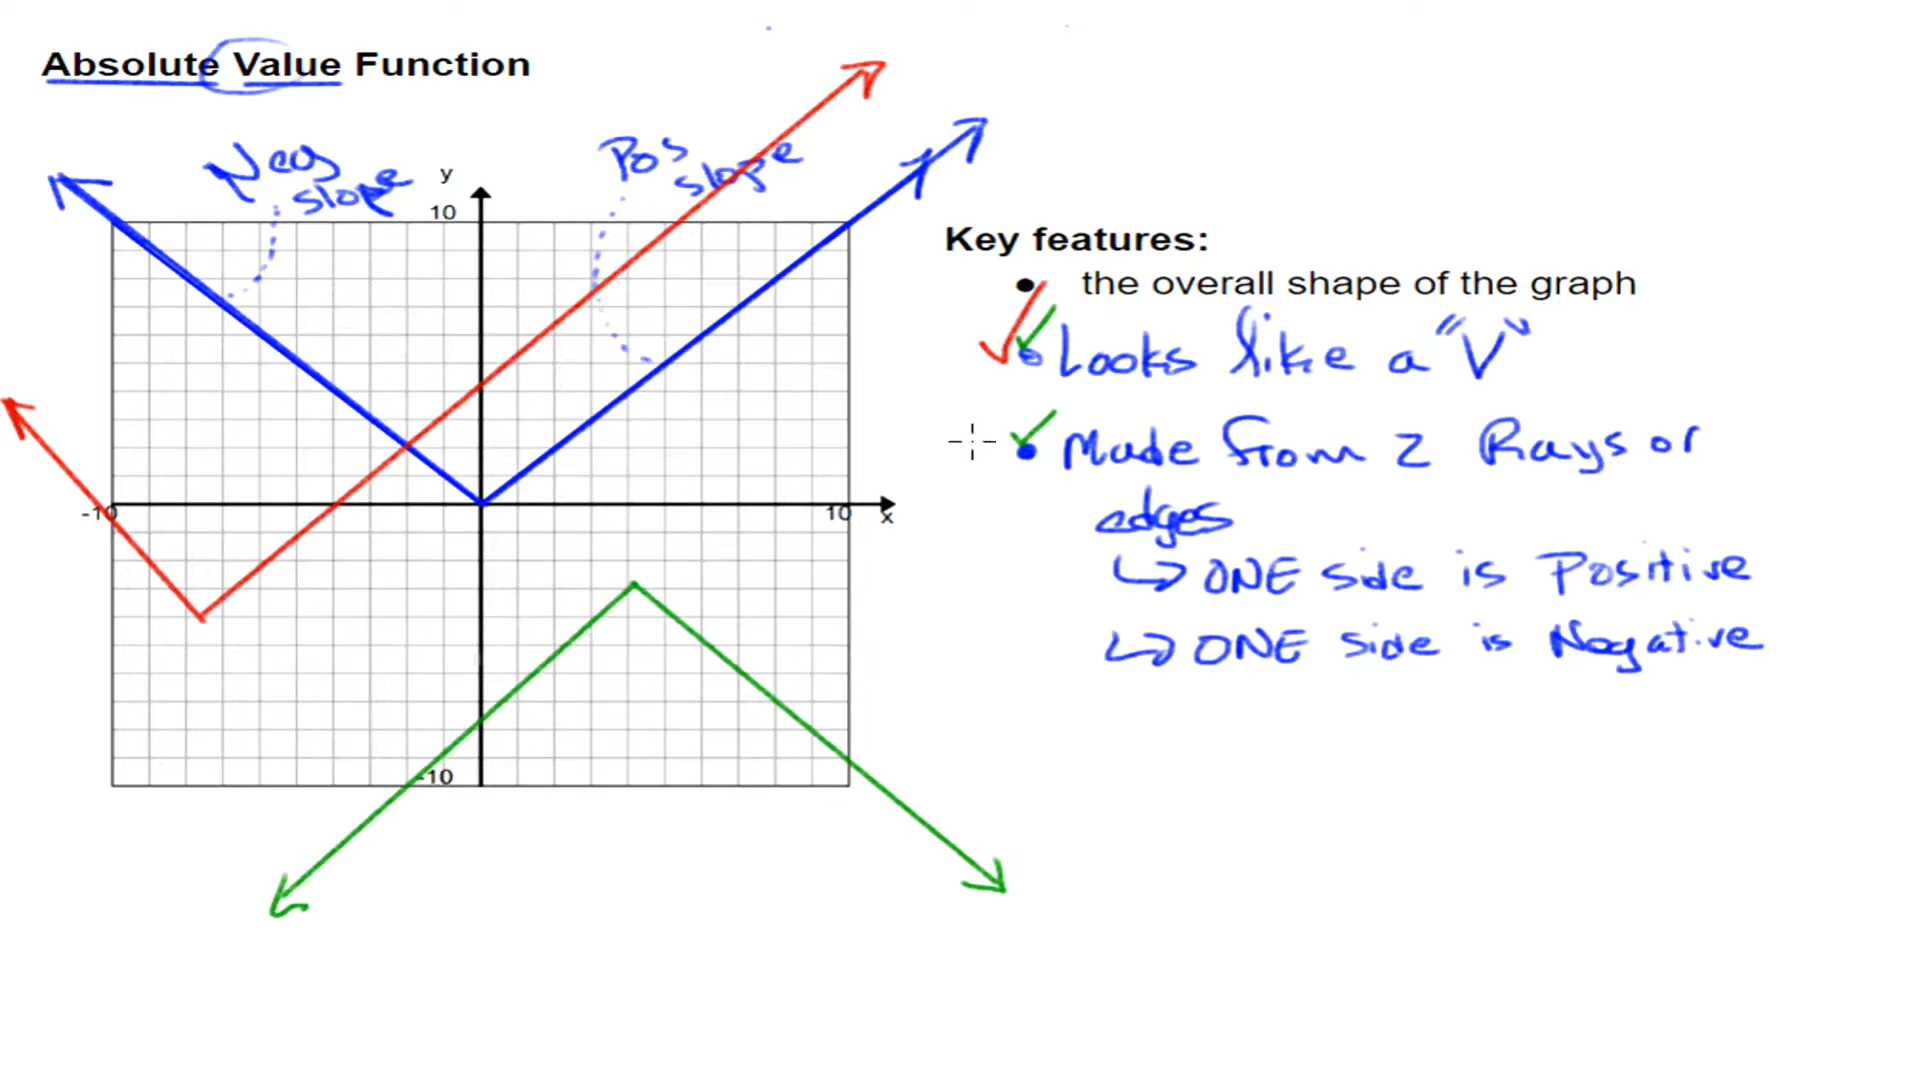 Absolute Value Function
Neg slope
Pos slope
y
10
-10
10
x
-10
Key features:
• the overall shape of the graph
• Looks like a "V"
• Made from 2 Rays or
edges
↳ ONE side is Positive
↳ ONE side is Negative